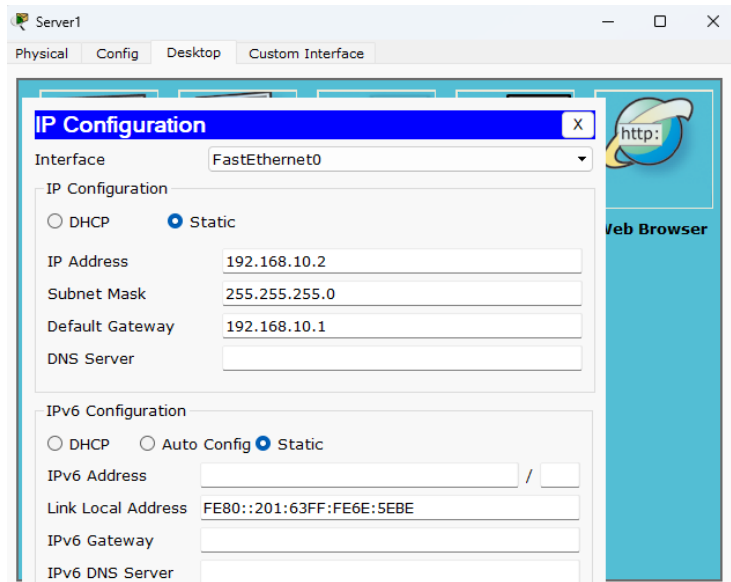 Server1
Physical Config Desktop Custom Interface
http:
Web Browser
IP Configuration X
Interface FastEthernet0
IP Configuration
DHCP Static
IP Address 192.168.10.2
Subnet Mask 255.255.255.0
Default Gateway 192.168.10.1
DNS Server
IPv6 Configuration
DHCP Auto Config Static
IPv6 Address /
Link Local Address FE80::201:63FF:FE6E:5EBE
IPv6 Gateway
IPv6 DNS Server